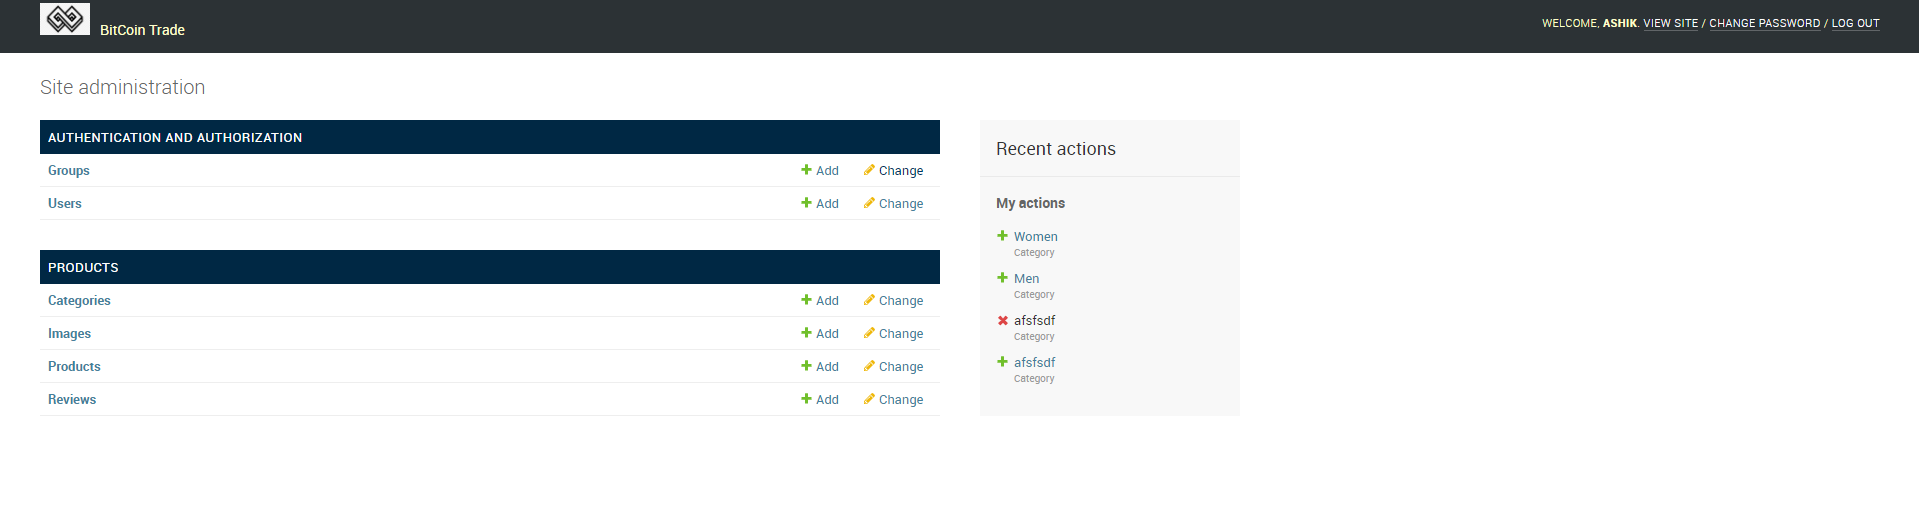 BitCoin Trade
WELCOME, ASHIK. VIEW SITE / CHANGE PASSWORD / LOG OUT
Site administration
AUTHENTICATION AND AUTHORIZATION
Groups Add Change
Users Add Change
PRODUCTS
Categories Add Change
Images Add Change
Products Add Change
Reviews Add Change
Recent actions
My actions
Women
Category
Men
Category
afsfsdf
Category
afsfsdf
Category